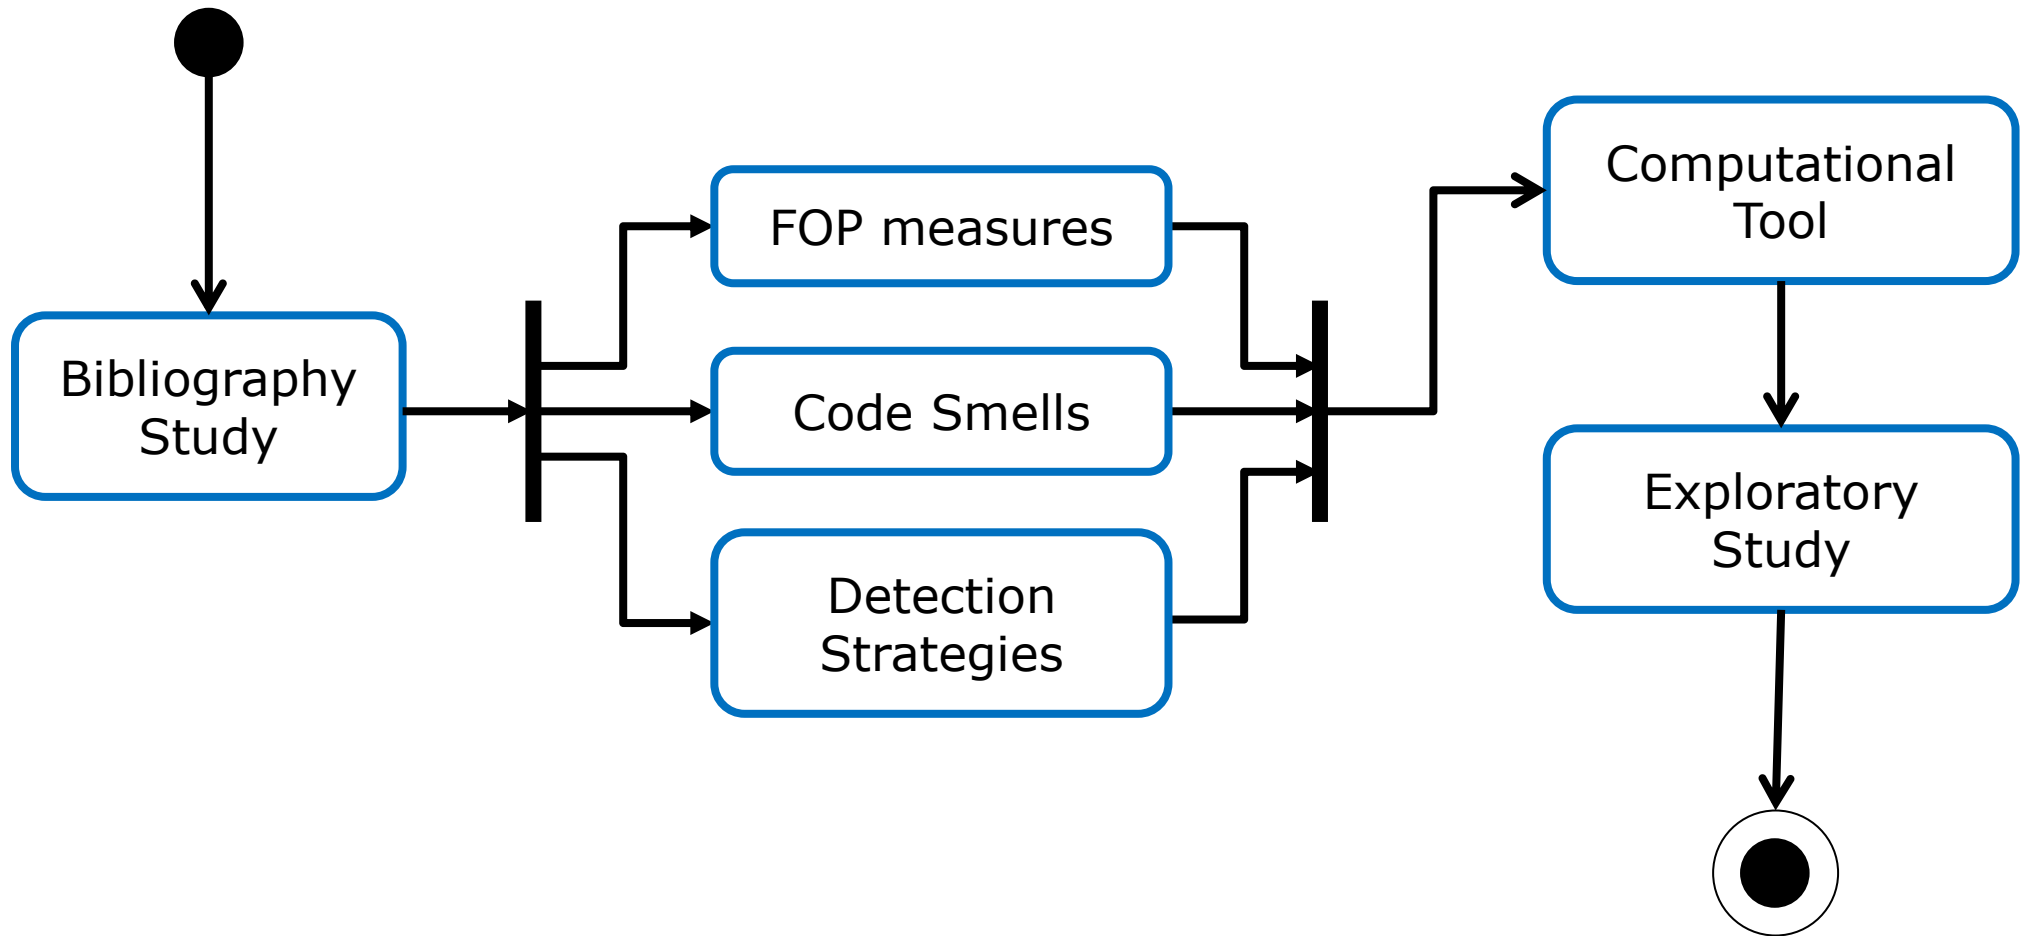 Bibliography
Study
FOP measures
Code Smells
Detection
Strategies
Computational
Tool
Exploratory
Study